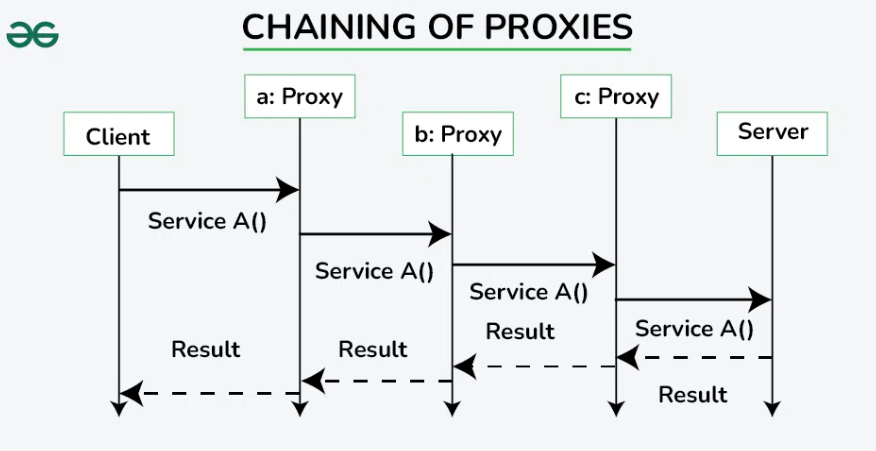 CHAINING OF PROXIES
a: Proxy
c: Proxy
Client
b: Proxy
Server
Service A()
Service A()
Service A()
Service A()
Result
Result
Result
Result